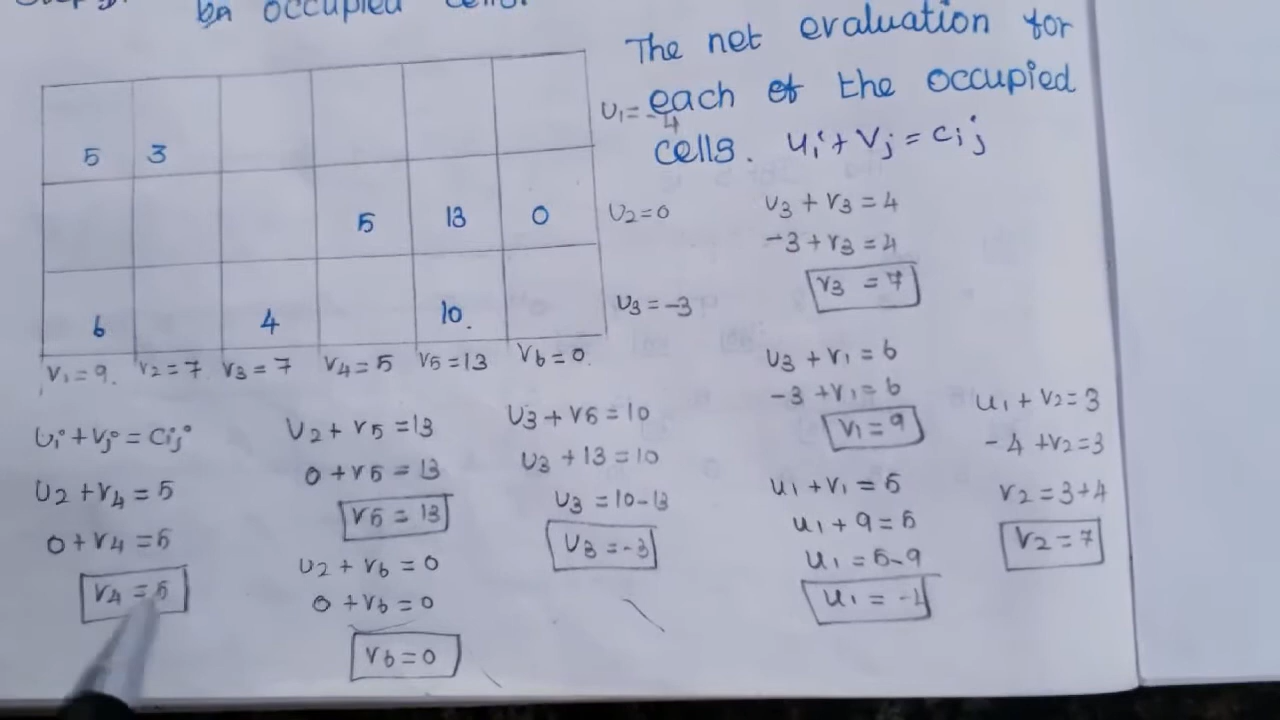 on occupied cells.
The net evaluation for
each of the occupied
cells. ui + vj = cij
5 3
U1 = -4
5 13 0
U2 = 0
6 4 10.
U3 = -3
V1 = 9. V2 = 7 V3 = 7 V4 = 5 V5 = 13 V6 = 0.
Ui + Vj = Cij
U2 + V4 = 5
0 + V4 = 5
V4 = 5
U2 + V5 = 13
0 + V5 = 13
V5 = 13
U2 + V6 = 0
0 + V6 = 0
V6 = 0
U3 + V5 = 10
U3 + 13 = 10
U3 = 10-13
U3 = -3
U3 + V3 = 4
-3 + V3 = 4
V3 = 7
U3 + V1 = 6
-3 + V1 = 6
V1 = 9
U1 + V1 = 5
U1 + 9 = 5
U1 = 5-9
U1 = -4
U1 + V2 = 3
-4 + V2 = 3
V2 = 3+4
V2 = 7